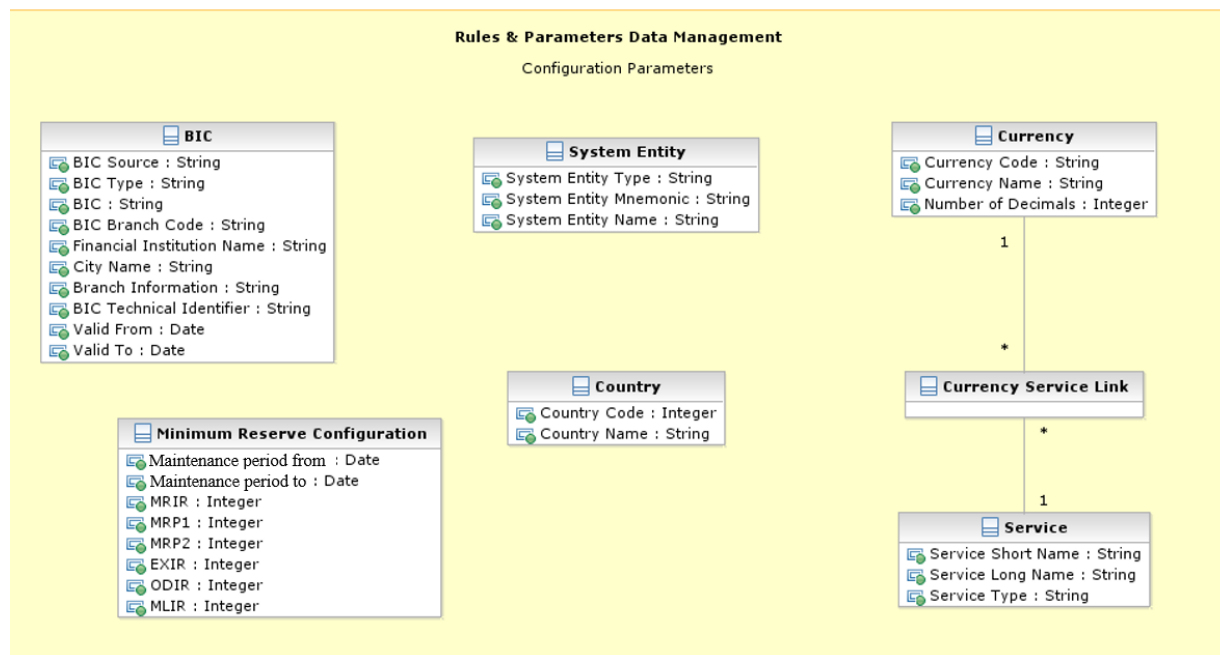 Rules & Parameters Data Management
Configuration Parameters
BIC
BIC Source : String
BIC Type : String
BIC : String
BIC Branch Code : String
Financial Institution Name : String
City Name : String
Branch Information : String
BIC Technical Identifier : String
Valid From : Date
Valid To : Date
System Entity
System Entity Type : String
System Entity Mnemonic : String
System Entity Name : String
Currency
Currency Code : String
Currency Name : String
Number of Decimals : Integer
1
*
Country
Country Code : Integer
Country Name : String
Currency Service Link
*
1
Minimum Reserve Configuration
Maintenance period from : Date
Maintenance period to : Date
MRIR : Integer
MRP1 : Integer
MRP2 : Integer
EXIR : Integer
ODIR : Integer
MLIR : Integer
Service
Service Short Name : String
Service Long Name : String
Service Type : String